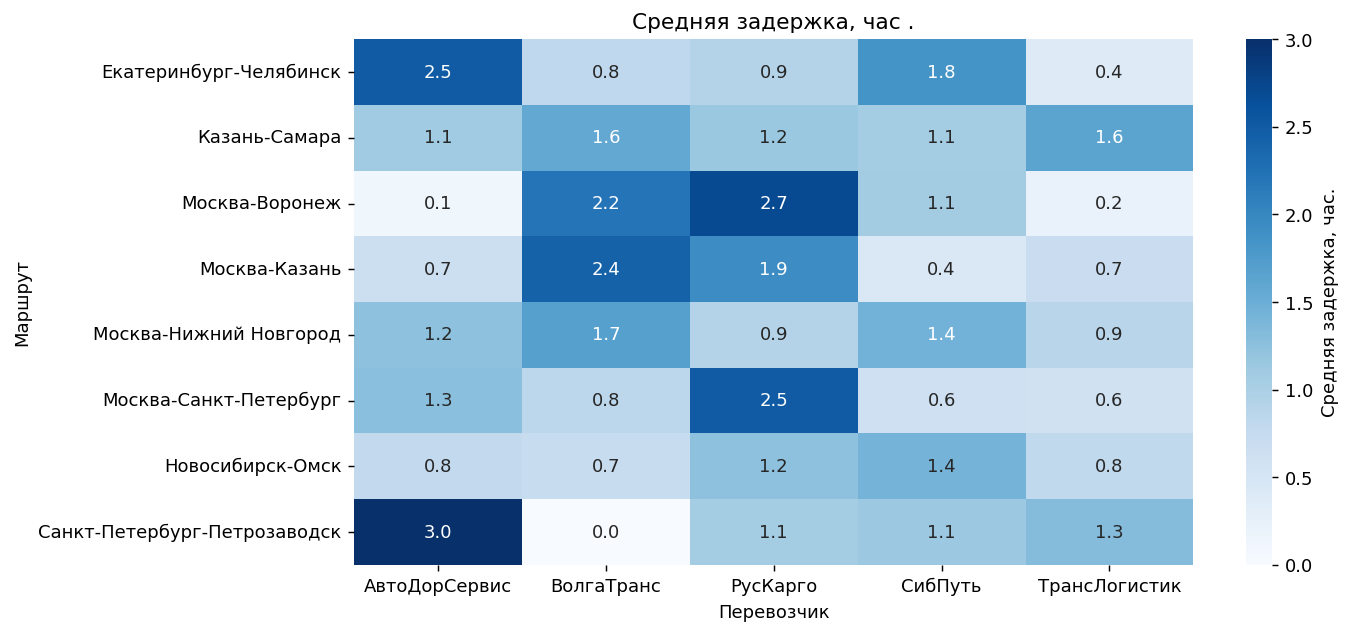 Средняя задержка, час .
Екатеринбург-Челябинск 2.5 0.8 0.9 1.8 0.4
Казань-Самара 1.1 1.6 1.2 1.1 1.6
Москва-Воронеж 0.1 2.2 2.7 1.1 0.2
Москва-Казань 0.7 2.4 1.9 0.4 0.7
Москва-Нижний Новгород 1.2 1.7 0.9 1.4 0.9
Москва-Санкт-Петербург 1.3 0.8 2.5 0.6 0.6
Новосибирск-Омск 0.8 0.7 1.2 1.4 0.8
Санкт-Петербург-Петрозаводск 3.0 0.0 1.1 1.1 1.3
АвтоДорСервис ВолгаТранс РусКарго СибПуть ТрансЛогистик
Перевозчик
Маршрут
3.0
2.5
2.0
1.5
1.0
0.5
0.0
Средняя задержка, час.